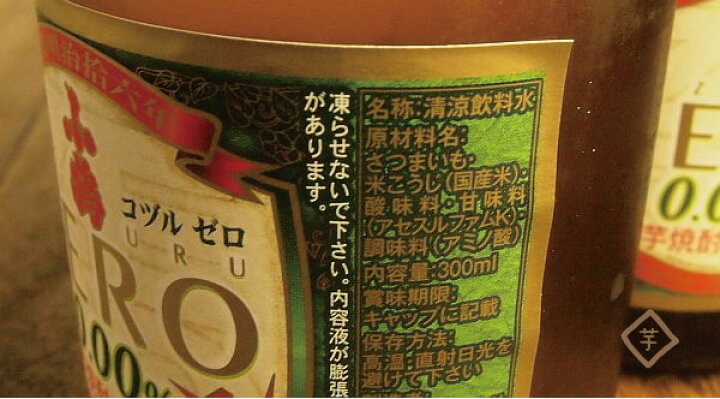 治拾六年
小鶴
コヅル ゼロ
URU
ERO
0.00%
凍らせないで下さい。内容液が膨張
があります。
名称:清涼飲料水
原材料名:
さつまいも・
米こうじ(国産米)・
酸味料・甘味料
(アセスルファムK)・
調味料(アミノ酸)
内容量:300ml
賞味期限:
キャップに記載
保存方法:
高温・直射日光を
避けて下さい
E
0.0
芋焼酎
芋